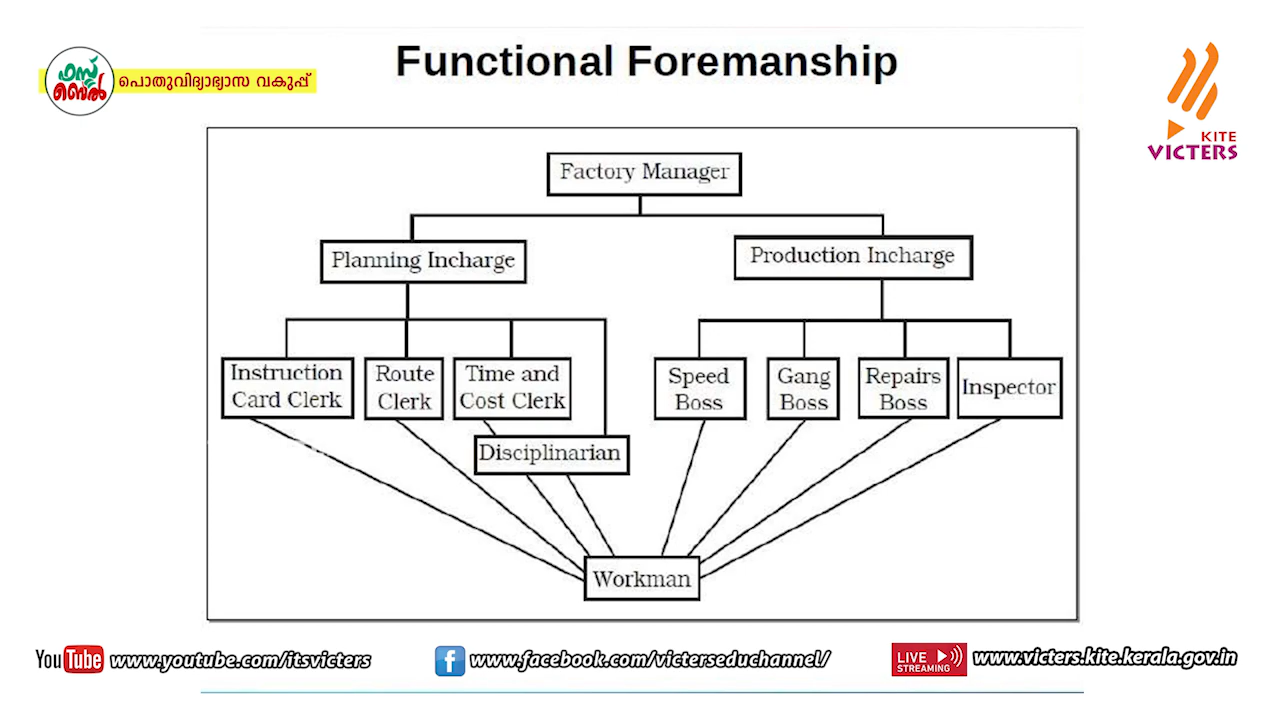 Functional Foremanship
ഫസ്റ്റ്
ബെൽ
പൊതുവിദ്യാഭ്യാസ വകുപ്പ്
KITE
VICTERS
Factory Manager
Planning Incharge
Production Incharge
Instruction
Card Clerk
Route
Clerk
Time and
Cost Clerk
Disciplinarian
Speed
Boss
Gang
Boss
Repairs
Boss
Inspector
Workman
YouTube www.youtube.com/itsvicters
f www.facebook.com/victerseduchannel/
LIVE
STREAMING
www.victers.kite.kerala.gov.in